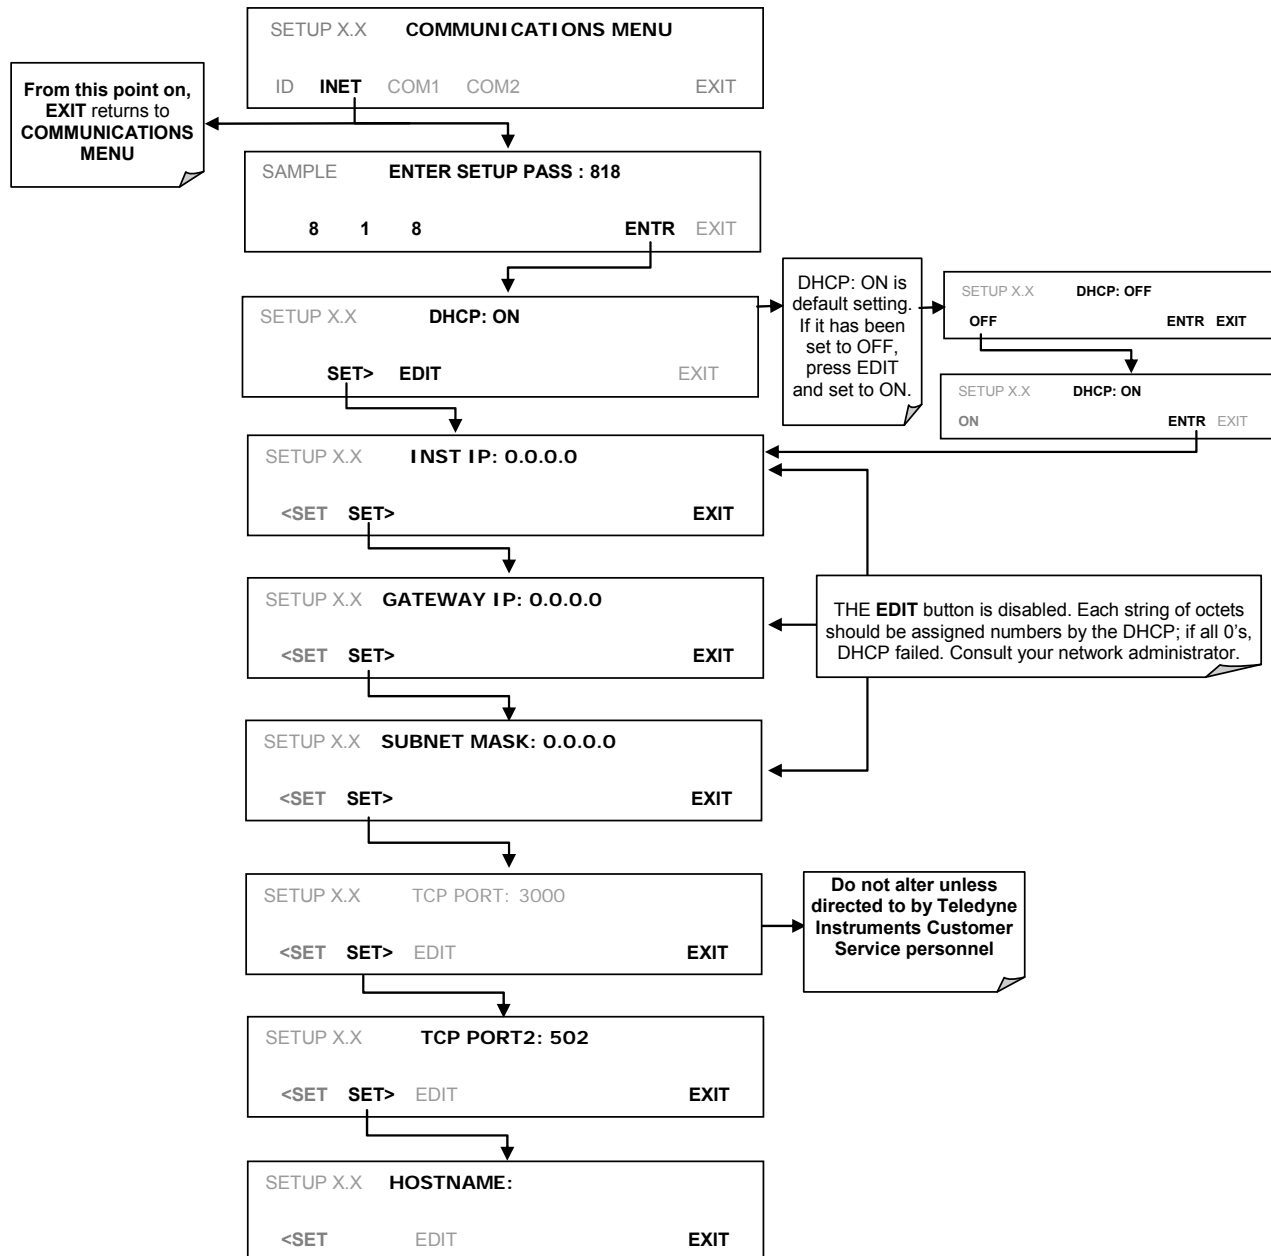 SETUP X.X COMMUNICATIONS MENU
ID INET COM1 COM2 EXIT
From this point on,
EXIT returns to
COMMUNICATIONS
MENU
SAMPLE ENTER SETUP PASS : 818
8 1 8 ENTR EXIT
SETUP X.X DHCP: ON
SET> EDIT EXIT
DHCP: ON is
default setting.
If it has been
set to OFF,
press EDIT
and set to ON.
SETUP X.X DHCP: OFF
OFF ENTR EXIT
SETUP X.X DHCP: ON
ON ENTR EXIT
SETUP X.X INST IP: 0.0.0.0
<SET SET> EXIT
SETUP X.X GATEWAY IP: 0.0.0.0
<SET SET> EXIT
THE EDIT button is disabled. Each string of octets
should be assigned numbers by the DHCP; if all 0's,
DHCP failed. Consult your network administrator.
SETUP X.X SUBNET MASK: 0.0.0.0
<SET SET> EXIT
SETUP X.X TCP PORT: 3000
<SET SET> EDIT EXIT
Do not alter unless
directed to by Teledyne
Instruments Customer
Service personnel
SETUP X.X TCP PORT2: 502
<SET SET> EDIT EXIT
SETUP X.X HOSTNAME:
<SET EDIT EXIT